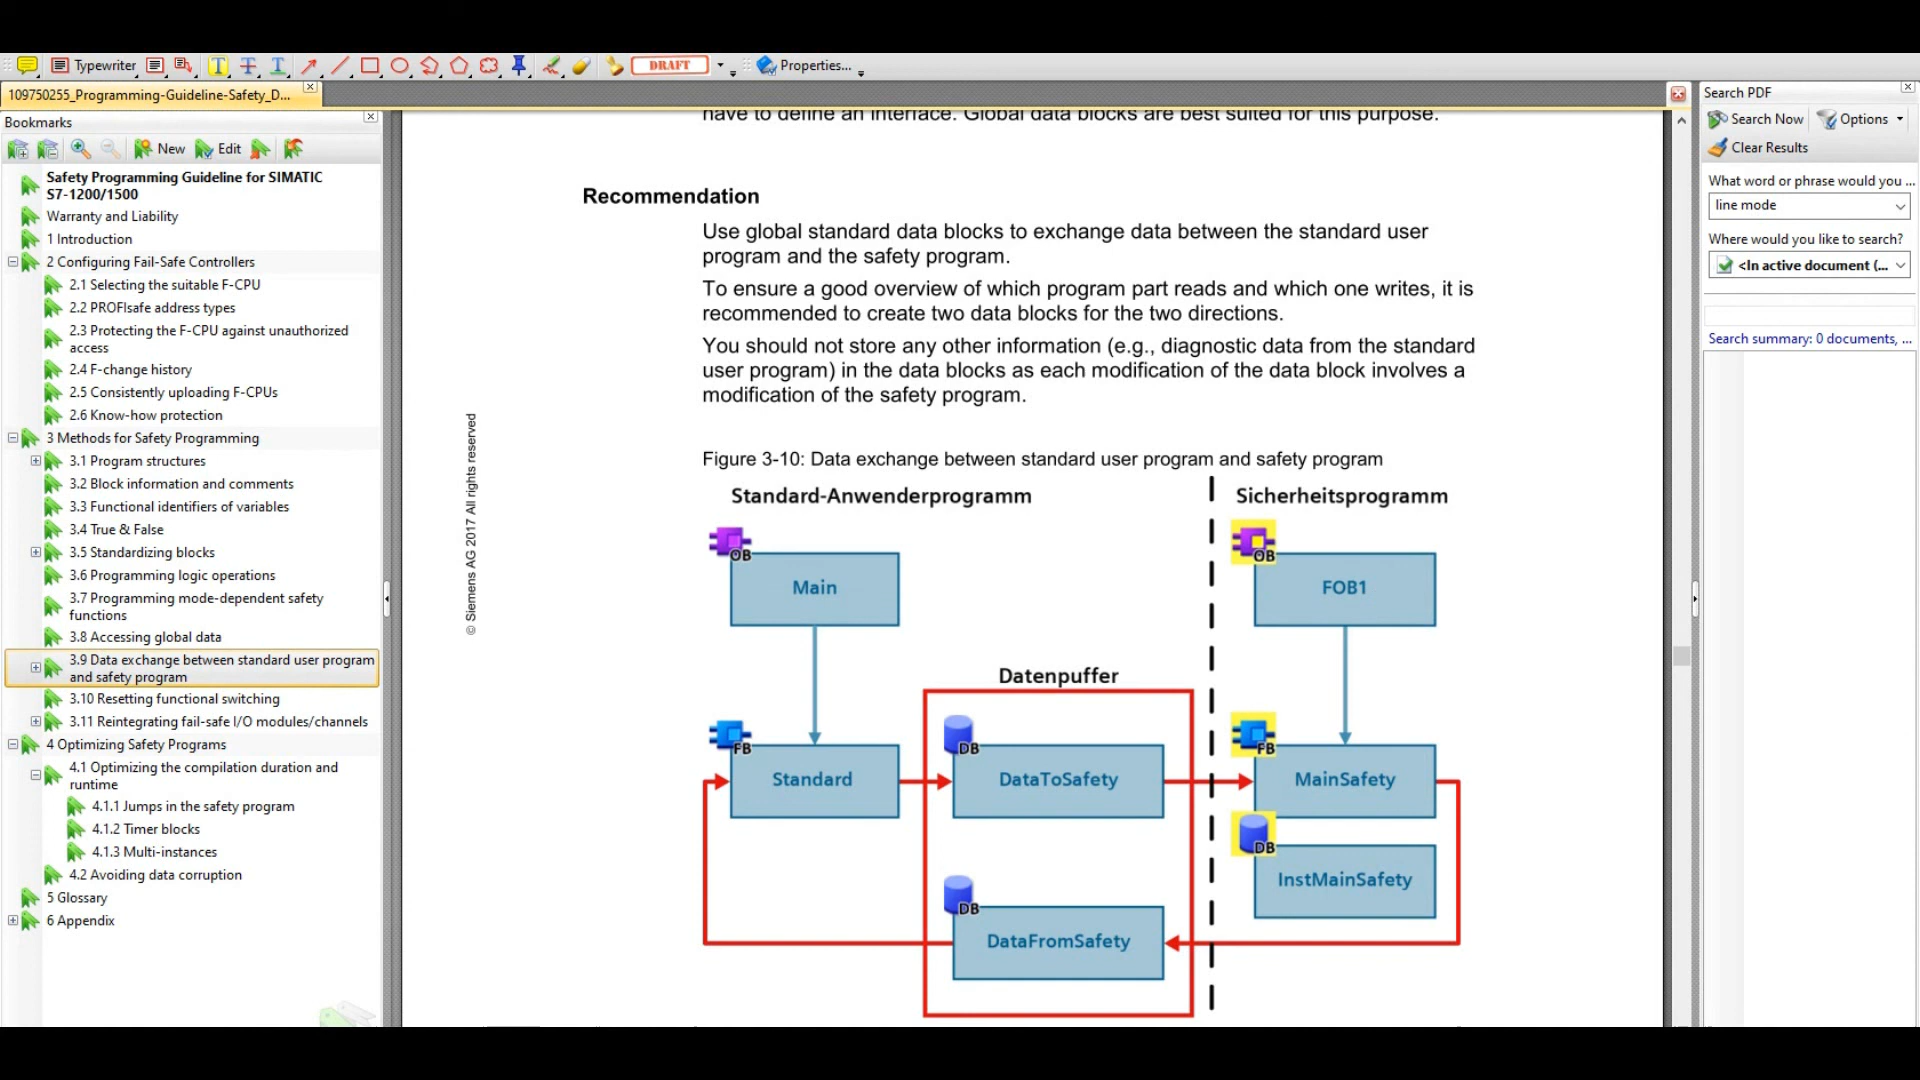 Typewriter
DRAFT
Properties...
109750255_Programming-Guideline-Safety_D...
Bookmarks
New
Edit
Safety Programming Guideline for SIMATIC
S7-1200/1500
Warranty and Liability
1 Introduction
2 Configuring Fail-Safe Controllers
2.1 Selecting the suitable F-CPU
2.2 PROFIsafe address types
2.3 Protecting the F-CPU against unauthorized
access
2.4 F-change history
2.5 Consistently uploading F-CPUs
2.6 Know-how protection
3 Methods for Safety Programming
3.1 Program structures
3.2 Block information and comments
3.3 Functional identifiers of variables
3.4 True & False
3.5 Standardizing blocks
3.6 Programming logic operations
3.7 Programming mode-dependent safety
functions
3.8 Accessing global data
3.9 Data exchange between standard user program
and safety program
3.10 Resetting functional switching
3.11 Reintegrating fail-safe I/O modules/channels
4 Optimizing Safety Programs
4.1 Optimizing the compilation duration and
runtime
4.1.1 Jumps in the safety program
4.1.2 Timer blocks
4.1.3 Multi-instances
4.2 Avoiding data corruption
5 Glossary
6 Appendix
have to define an interface. Global data blocks are best suited for this purpose.
Recommendation
Use global standard data blocks to exchange data between the standard user
program and the safety program.
To ensure a good overview of which program part reads and which one writes, it is
recommended to create two data blocks for the two directions.
You should not store any other information (e.g., diagnostic data from the standard
user program) in the data blocks as each modification of the data block involves a
modification of the safety program.
© Siemens AG 2017 All rights reserved
Figure 3-10: Data exchange between standard user program and safety program
Standard-Anwenderprogramm
Sicherheitsprogramm
OB
Main
OB
FOB1
Datenpuffer
FB
Standard
DB
DataToSafety
FB
MainSafety
DB
InstMainSafety
DB
DataFromSafety
Search PDF
Search Now
Options
Clear Results
What word or phrase would you ...
line mode
Where would you like to search?
<In active document (...
Search summary: 0 documents, ...